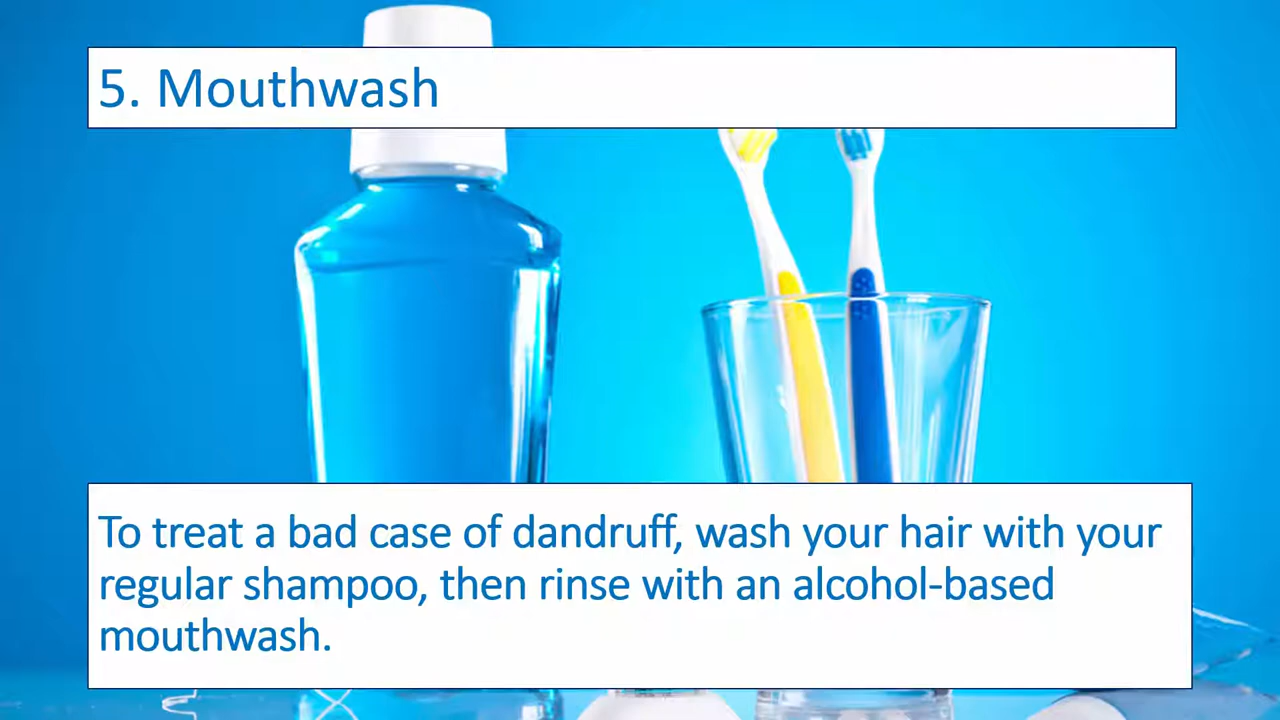 5. Mouthwash
To treat a bad case of dandruff, wash your hair with your
regular shampoo, then rinse with an alcohol-based
mouthwash.